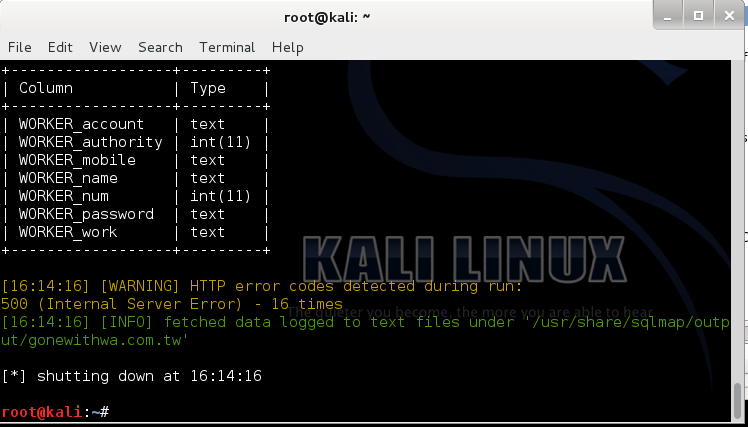 root@kali: ~
File Edit View Search Terminal Help
+------------------+---------+
| Column           | Type    |
+------------------+---------+
| WORKER_account   | text    |
| WORKER_authority | int(11) |
| WORKER_mobile    | text    |
| WORKER_name      | text    |
| WORKER_num       | int(11) |
| WORKER_password  | text    |
| WORKER_work      | text    |
+------------------+---------+
KALI LINUX
[16:14:16] [WARNING] HTTP error codes detected during run:
500 (Internal Server Error) - 16 times
The quieter you become, the more you are able to hear
[16:14:16] [INFO] fetched data logged to text files under '/usr/share/sqlmap/outp
ut/gonewithwa.com.tw'
[*] shutting down at 16:14:16
root@kali:~#